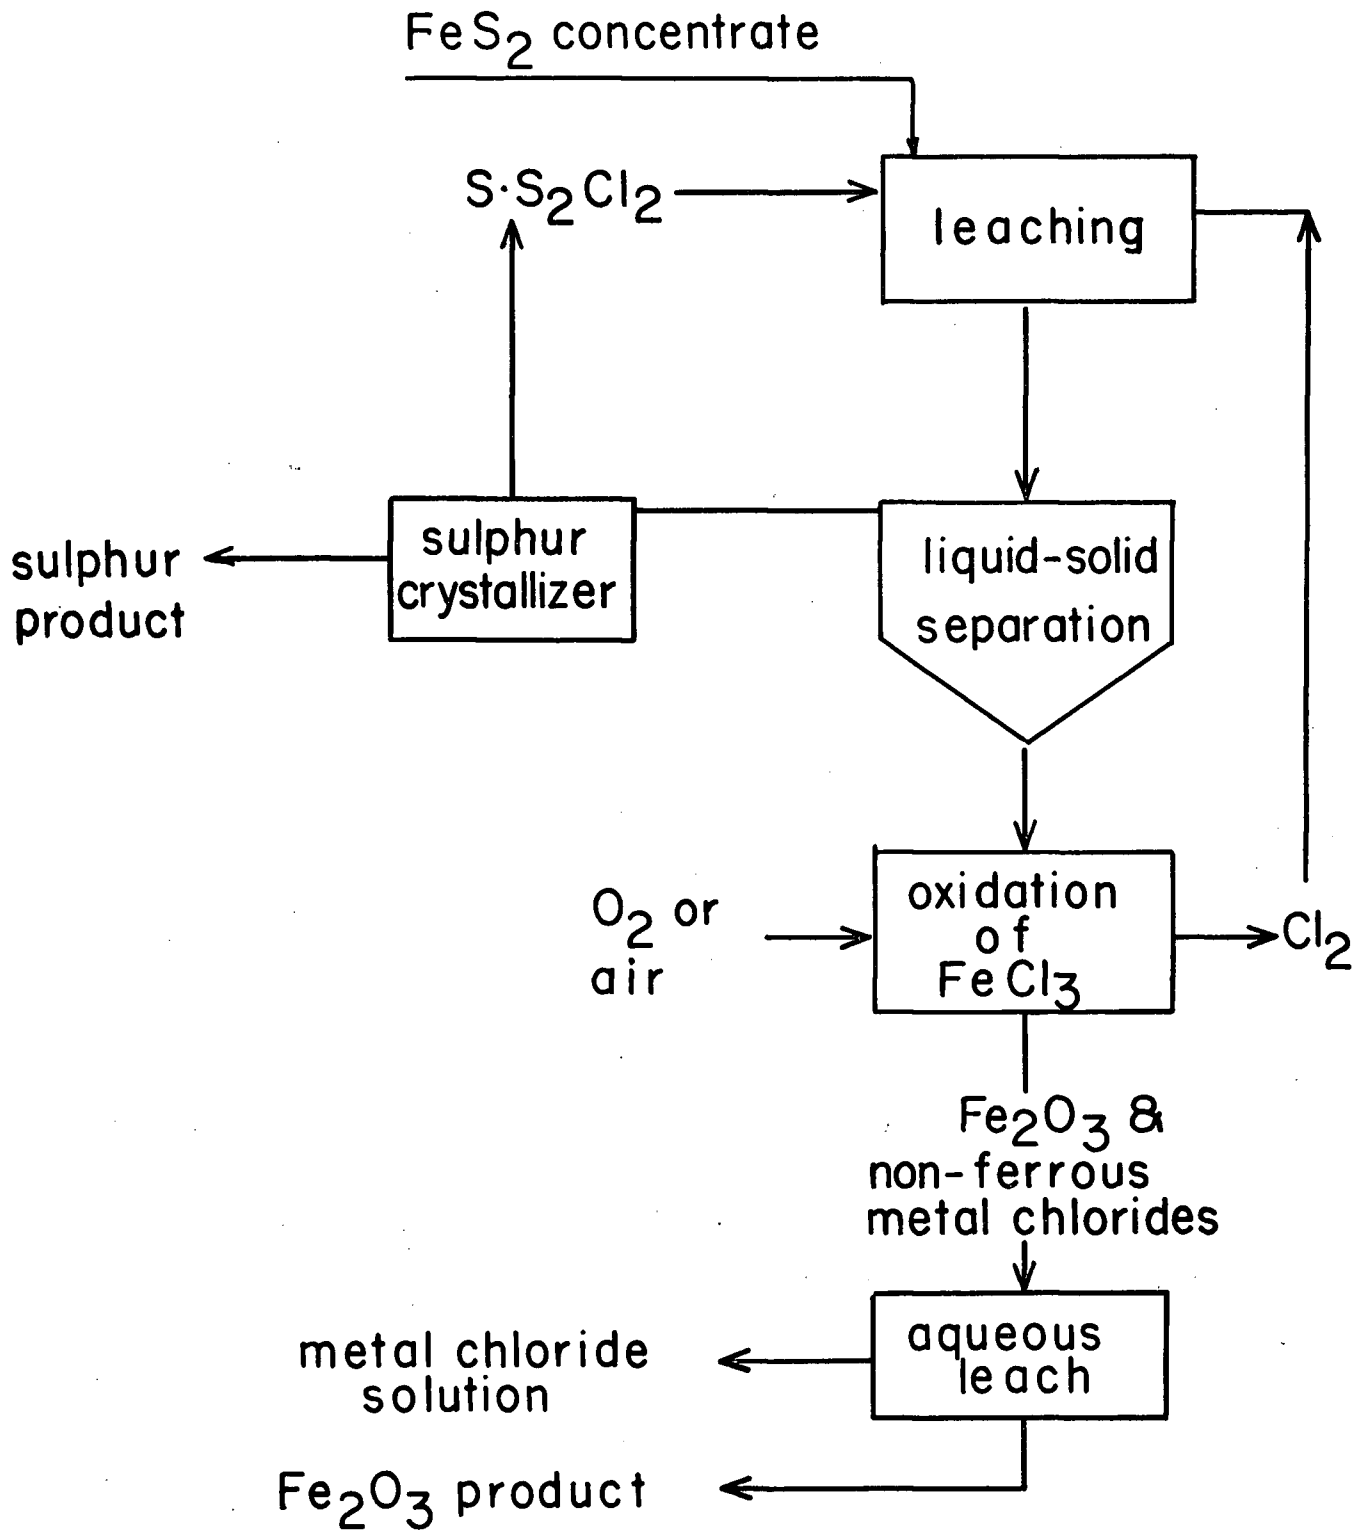 FeS₂ concentrate
S·S₂Cl₂
leaching
sulphur
crystallizer
sulphur
product
liquid-solid
separation
O₂ or
air
oxidation
of
FeCl₃
Cl₂
Fe₂O₃ &
non-ferrous
metal chlorides
aqueous
leach
metal chloride
solution
Fe₂O₃ product